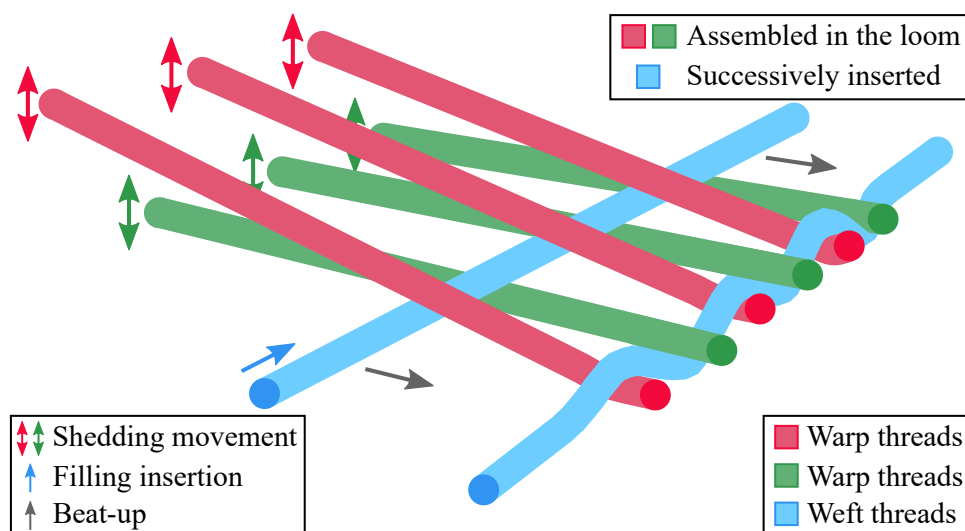 Assembled in the loom
Successively inserted
Shedding movement
Filling insertion
Beat-up
Warp threads
Warp threads
Weft threads